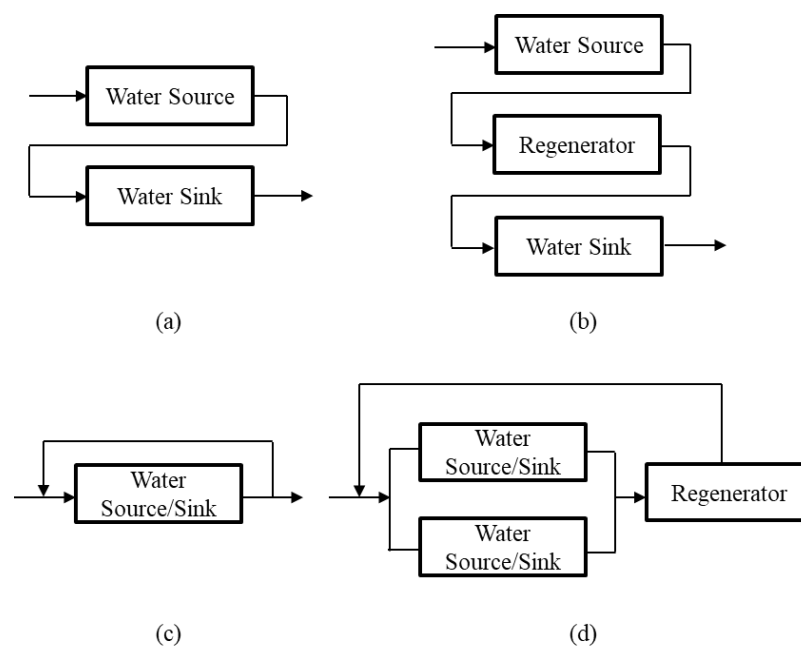 Water Source
Water Sink
(a)
Water Source
Regenerator
Water Sink
(b)
Water
Source/Sink
(c)
Water
Source/Sink
Water
Source/Sink
Regenerator
(d)